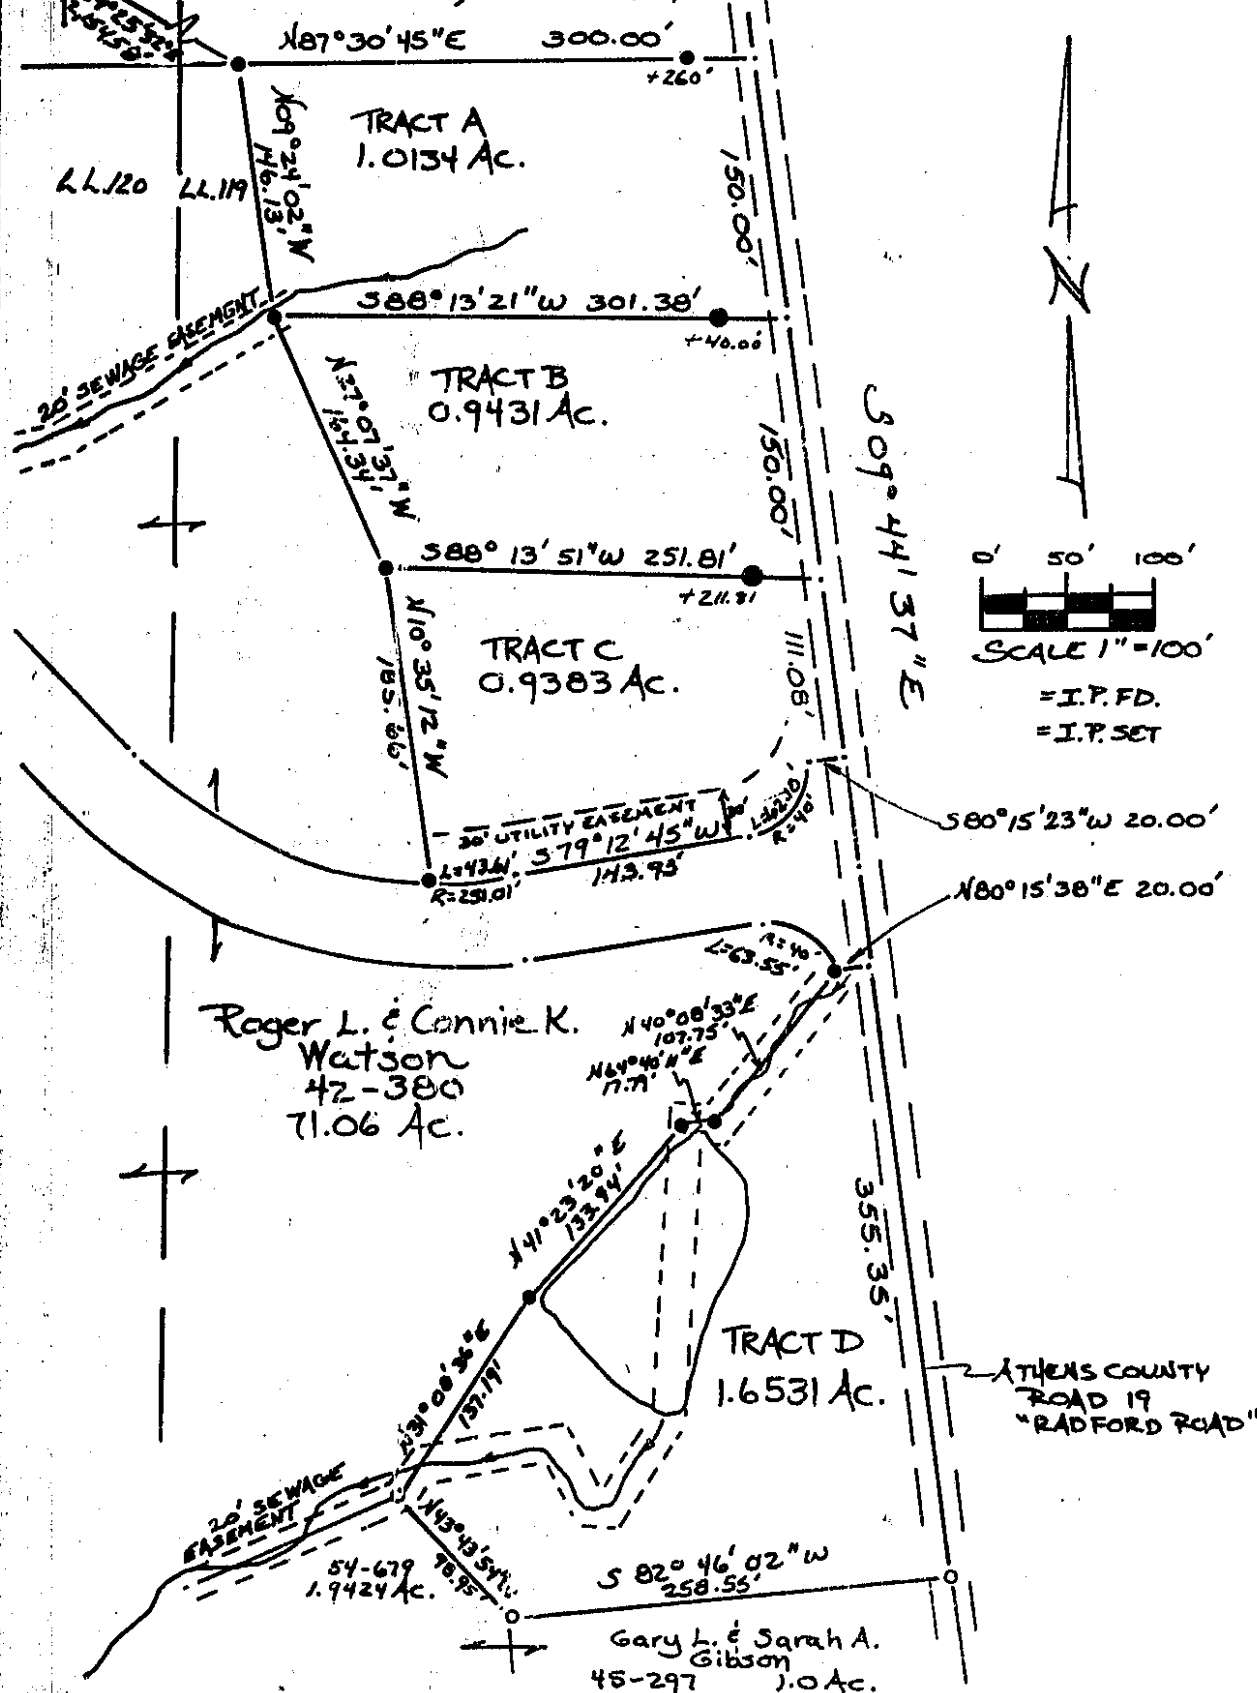 N87°30'45"E 300.00'
+260'
N09°24'02"W
146.13'
TRACT A
1.0134 Ac.
150.00'
LL.120 LL.119
20' SEWAGE EASEMENT
S88°13'21"W 301.38'
+40.00'
N27°07'37"W
164.34'
TRACT B
0.9431 Ac.
150.00'
S09°44'37"E
S88°13'51"W 251.81'
+211.81
0' 50' 100'
SCALE 1"=100'
=I.P. FD.
=I.P. SET
N10°35'12"W
TRACT C
0.9383 Ac.
111.08'
30' UTILITY EASEMENT
30'
R=40'
L=43.61'
R=251.01'
S79°12'45"W
143.93'
S80°15'23"W 20.00'
N80°15'38"E 20.00'
R=40'
L=63.55'
Roger L. & Connie K.
Watson
42-380
71.06 Ac.
N40°08'33"E
107.75'
N64°40'11"E
17.79'
N41°23'20"E
133.94'
355.35'
N31°08'36"E
137.19'
TRACT D
1.6531 Ac.
ATHENS COUNTY
ROAD 19
"RADFORD ROAD"
20' SEWAGE
EASEMENT
N43°43'54"W
98.95'
54-679
1.9424 Ac.
S 82° 46' 02" W
258.55'
Gary L. & Sarah A.
Gibson
45-297 1.0 Ac.